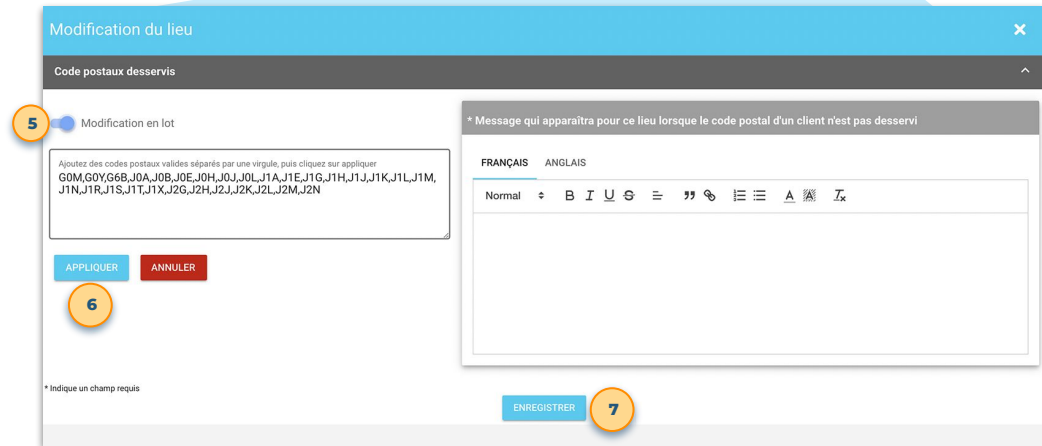 Modification du lieu
Code postaux desservis
5
Modification en lot
Ajoutez des codes postaux valides séparés par une virgule, puis cliquez sur appliquer
G0M,G0Y,G6B,J0A,J0B,J0E,J0H,J0J,J0L,J1A,J1E,J1G,J1H,J1J,J1K,J1L,J1M,
J1N,J1R,J1S,J1T,J1X,J2G,J2H,J2J,J2K,J2L,J2M,J2N
APPLIQUER
ANNULER
6
* Message qui apparaîtra pour ce lieu lorsque le code postal d'un client n'est pas desservi
FRANÇAIS ANGLAIS
Normal
* Indique un champ requis
ENREGISTRER
7